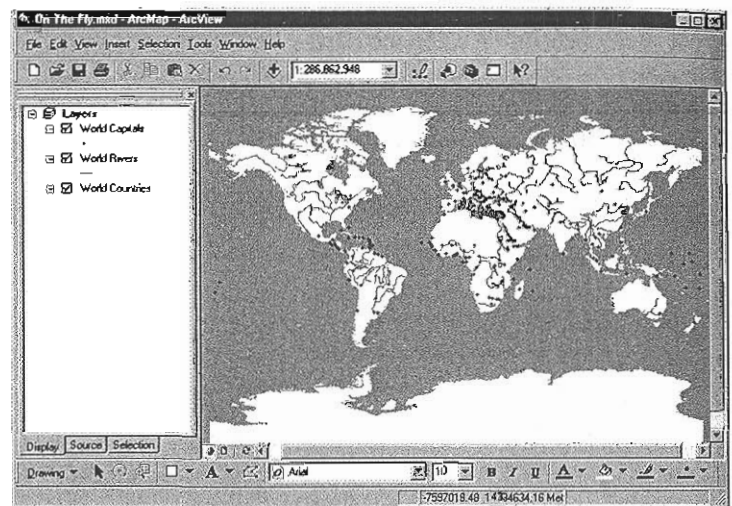 On The Fly.mxd - ArcMap - ArcView
File Edit View Insert Selection Tools Window Help
1:286,862,948
Layers
World Capitals
World Rivers
World Countries
Display Source Selection
Drawing A Arial 10 B I U A
-7597018.48 14334634.16 Met